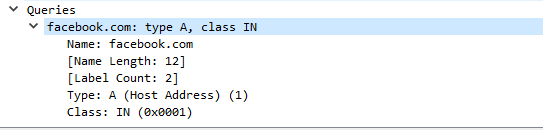 Queries
facebook.com: type A, class IN
Name: facebook.com
[Name Length: 12]
[Label Count: 2]
Type: A (Host Address) (1)
Class: IN (0x0001)